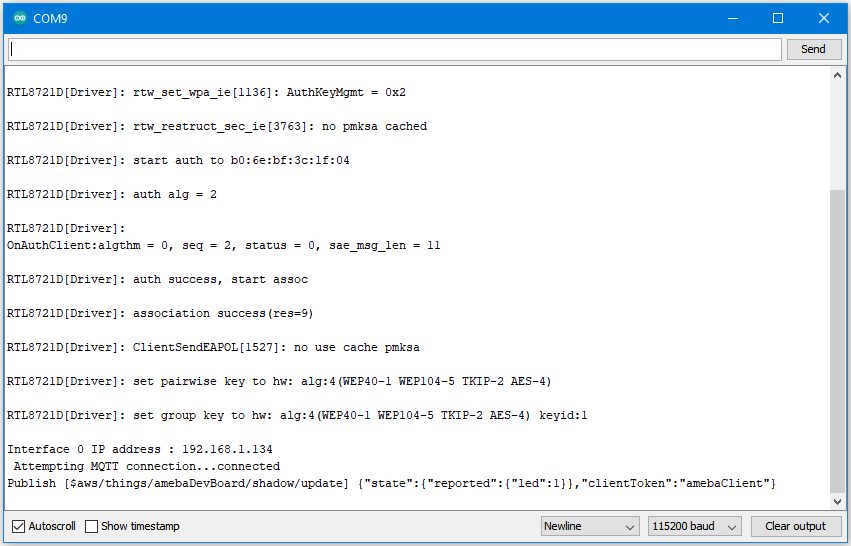 COM9
Send
RTL8721D[Driver]: rtw_set_wpa_ie[1136]: AuthKeyMgmt = 0x2
RTL8721D[Driver]: rtw_restruct_sec_ie[3763]: no pmksa cached
RTL8721D[Driver]: start auth to b0:6e:bf:3c:1f:04
RTL8721D[Driver]: auth alg = 2
RTL8721D[Driver]:
OnAuthClient:algthm = 0, seq = 2, status = 0, sae_msg_len = 11
RTL8721D[Driver]: auth success, start assoc
RTL8721D[Driver]: association success(res=9)
RTL8721D[Driver]: ClientSendEAPOL[1527]: no use cache pmksa
RTL8721D[Driver]: set pairwise key to hw: alg:4(WEP40-1 WEP104-5 TKIP-2 AES-4)
RTL8721D[Driver]: set group key to hw: alg:4(WEP40-1 WEP104-5 TKIP-2 AES-4) keyid:1
Interface 0 IP address : 192.168.1.134
Attempting MQTT connection...connected
Publish [$aws/things/amebaDevBoard/shadow/update] {"state":{"reported":{"led":1}},"clientToken":"amebaClient"}
Autoscroll Show timestamp Newline 115200 baud Clear output